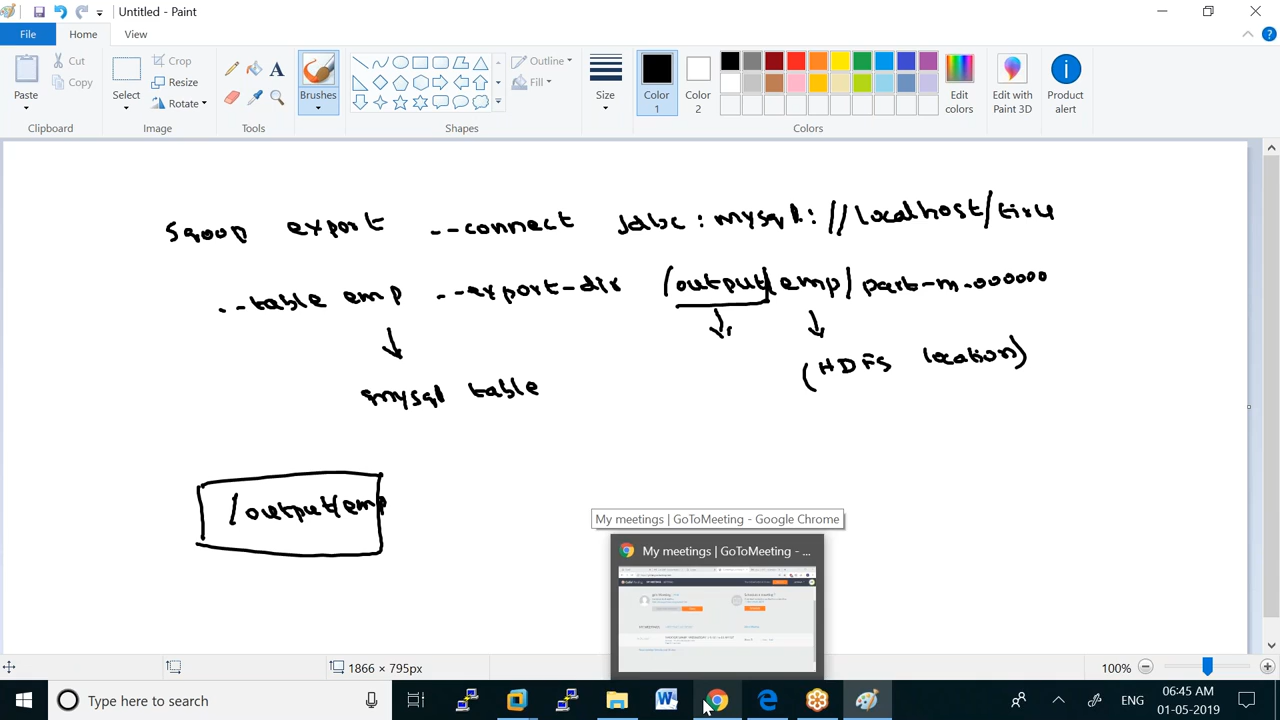 Untitled - Paint
File Home View
Paste Cut Copy Clipboard
Select Crop Resize Rotate Image
Tools
Brushes
Shapes
Outline Fill
Size
Color 1 Color 2
Edit colors
Colors
Edit with Paint 3D
Product alert
sqoop export --connect jdbc:mysql://localhost/tiru
--table emp --export-dir /output/emp/part-m-000000
(HDFS location)
mysql table
/output/emp
My meetings | GoToMeeting - Google Chrome
My meetings | GoToMeeting - ...
1866 × 795px
100%
Type here to search
ENG
06:45 AM
01-05-2019